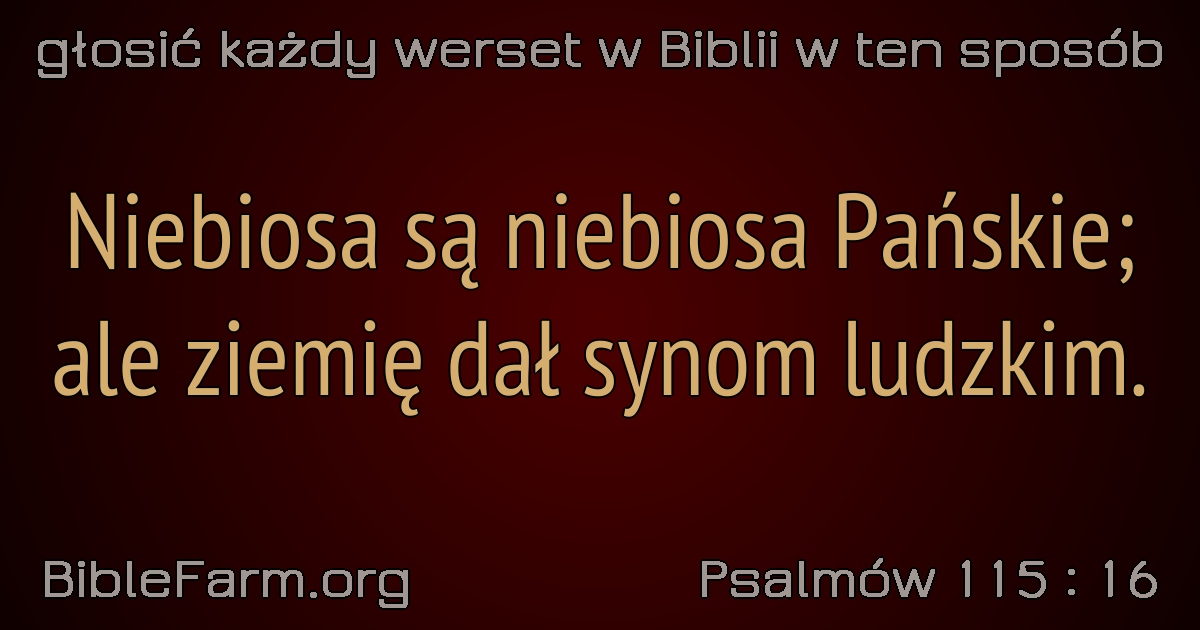 głosić każdy werset w Biblii w ten sposób
Niebiosa są niebiosa Pańskie;
ale ziemię dał synom ludzkim.
BibleFarm.org
Psalmów 115 : 16